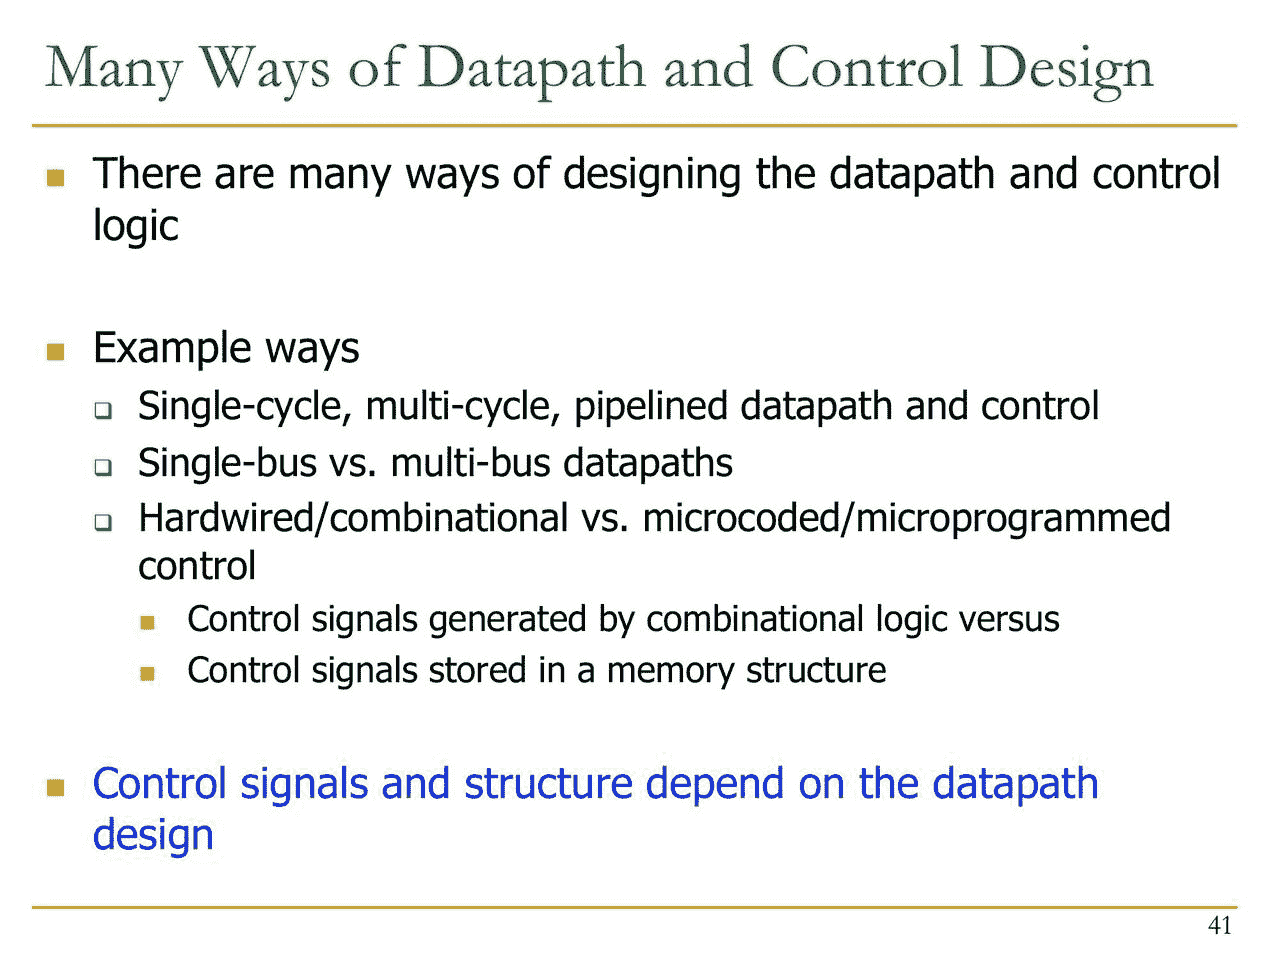 Many Ways of Datapath and Control Design
There are many ways of designing the datapath and control
logic
Example ways
Single-cycle, multi-cycle, pipelined datapath and control
Single-bus vs. multi-bus datapaths
Hardwired/combinational vs. microcoded/microprogrammed
control
Control signals generated by combinational logic versus
Control signals stored in a memory structure
Control signals and structure depend on the datapath
design
41